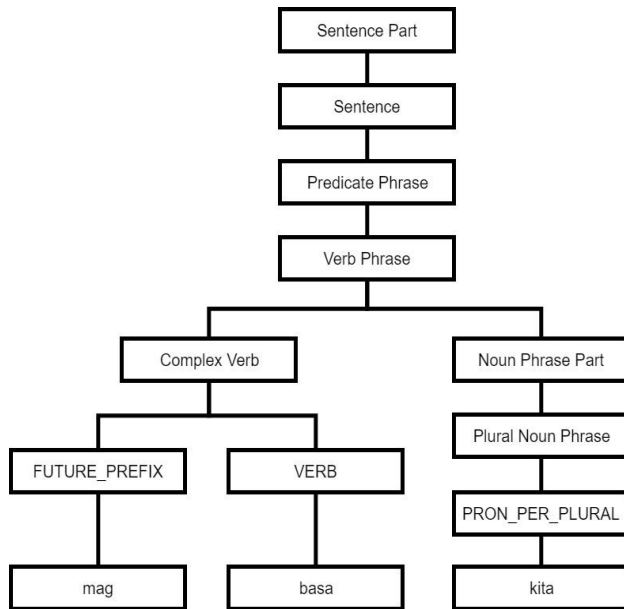 Sentence Part
Sentence
Predicate Phrase
Verb Phrase
Complex Verb
Noun Phrase Part
Plural Noun Phrase
FUTURE_PREFIX
VERB
PRON_PER_PLURAL
mag
basa
kita